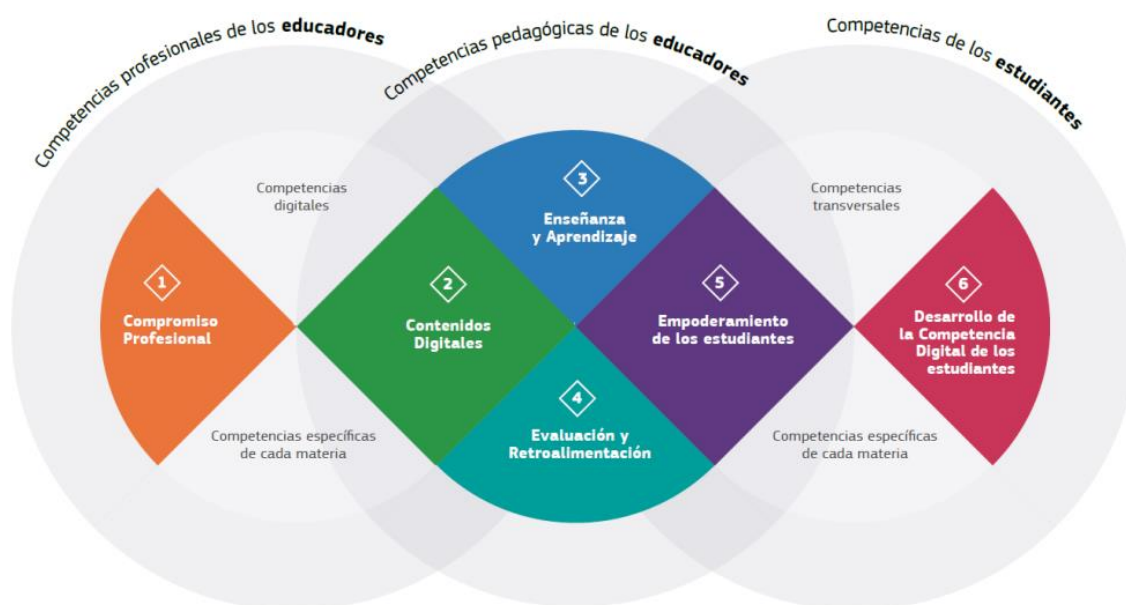 Competencias profesionales de los educadores
Competencias pedagógicas de los educadores
Competencias de los estudiantes
Competencias
digitales
Competencias
transversales
3
Enseñanza
y Aprendizaje
1
Compromiso
Profesional
2
Contenidos
Digitales
5
Empoderamiento
de los estudiantes
6
Desarrollo de
la Competencia
Digital de los
estudiantes
4
Evaluación y
Retroalimentación
Competencias específicas
de cada materia
Competencias específicas
de cada materia